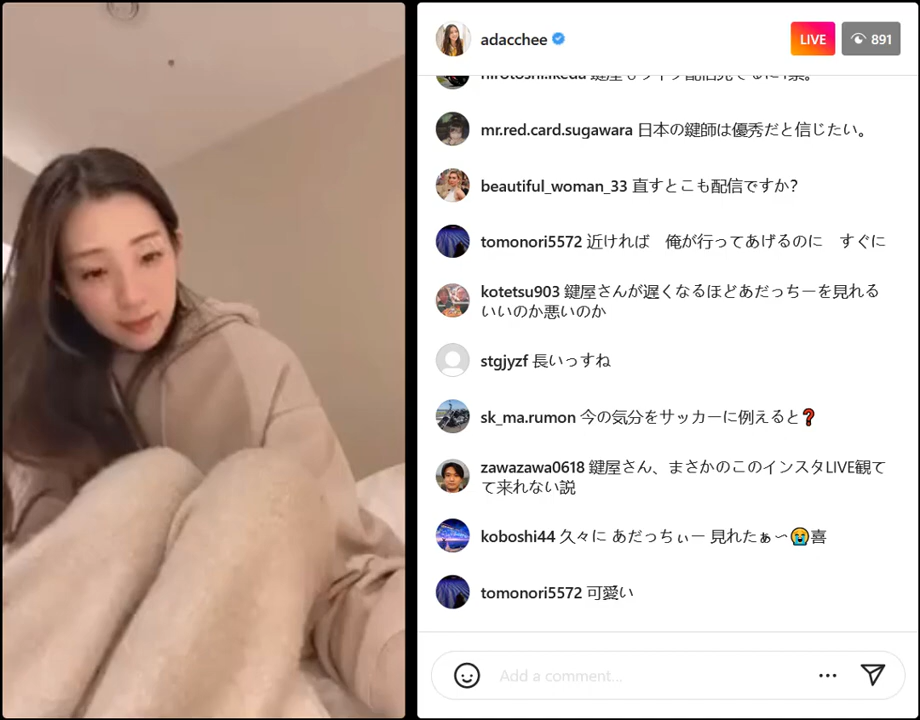 adacchee
LIVE
891
mr.red.card.sugawara 日本の鍵師は優秀だと信じたい。
beautiful_woman_33 直すとこも配信ですか?
tomonori5572 近ければ　俺が行ってあげるのに　すぐに
kotetsu903 鍵屋さんが遅くなるほどあだっちーを見れる
いいのか悪いのか
stgjyzf 長いっすね
sk_ma.rumon 今の気分をサッカーに例えると❓
zawazawa0618 鍵屋さん、まさかのこのインスタLIVE観て
て来れない説
koboshi44 久々に あだっちぃー 見れたぁ〜😭喜
tomonori5572 可愛い
Add a comment...